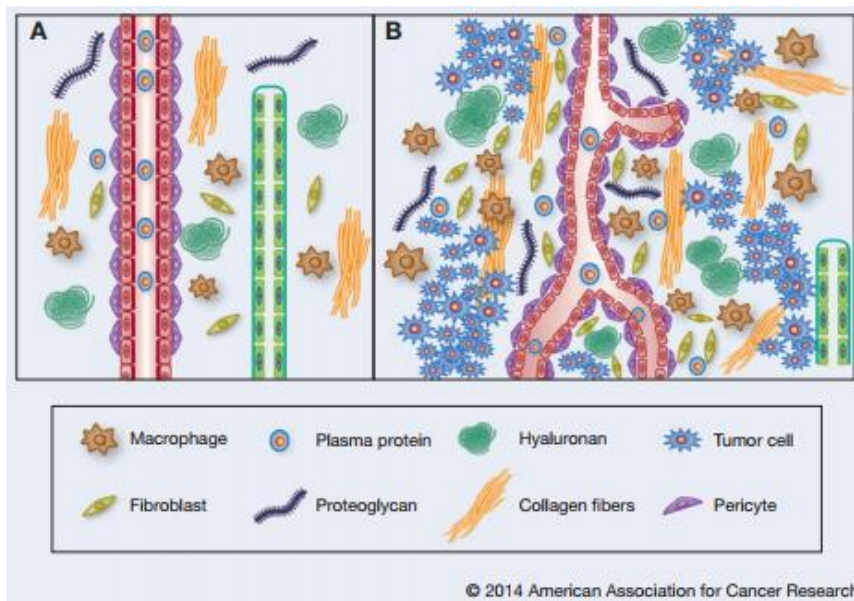 A B
Macrophage Plasma protein Hyaluronan Tumor cell
Fibroblast Proteoglycan Collagen fibers Pericyte
© 2014 American Association for Cancer Research